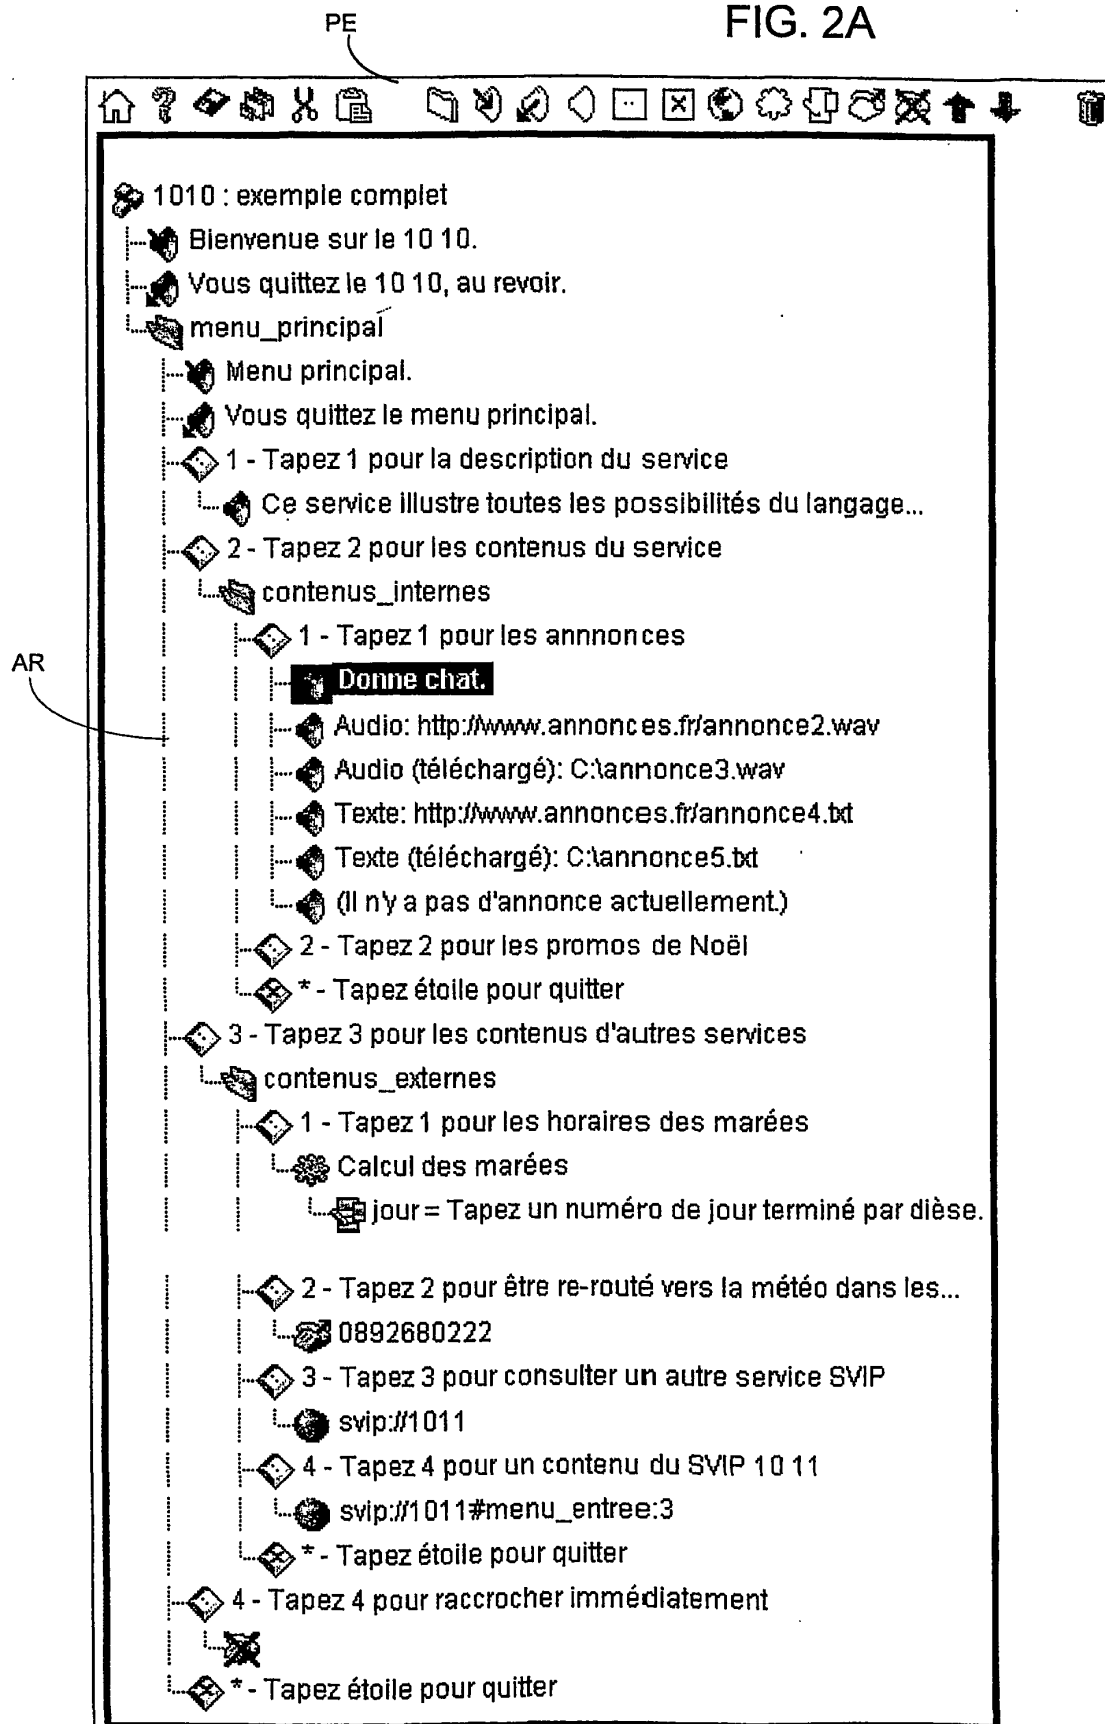 FIG. 2A
PE
1010 : exemple complet
Bienvenue sur le 10 10.
Vous quittez le 10 10, au revoir.
menu_principal
Menu principal.
Vous quittez le menu principal.
1 - Tapez 1 pour la description du service
Ce service illustre toutes les possibilités du langage...
2 - Tapez 2 pour les contenus du service
contenus_internes
1 - Tapez 1 pour les annnonces
AR
Donne chat.
Audio: http://www.annonces.fr/annonce2.wav
Audio (téléchargé): C:\annonce3.wav
Texte: http://www.annonces.fr/annonce4.txt
Texte (téléchargé): C:\annonce5.txt
(Il n'y a pas d'annonce actuellement.)
2 - Tapez 2 pour les promos de Noël
* - Tapez étoile pour quitter
3 - Tapez 3 pour les contenus d'autres services
contenus_externes
1 - Tapez 1 pour les horaires des marées
Calcul des marées
jour = Tapez un numéro de jour terminé par dièse.
2 - Tapez 2 pour être re-routé vers la météo dans les...
0892680222
3 - Tapez 3 pour consulter un autre service SVIP
svip://1011
4 - Tapez 4 pour un contenu du SVIP 10 11
svip://1011#menu_entree:3
* - Tapez étoile pour quitter
4 - Tapez 4 pour raccrocher immédiatement
* - Tapez étoile pour quitter